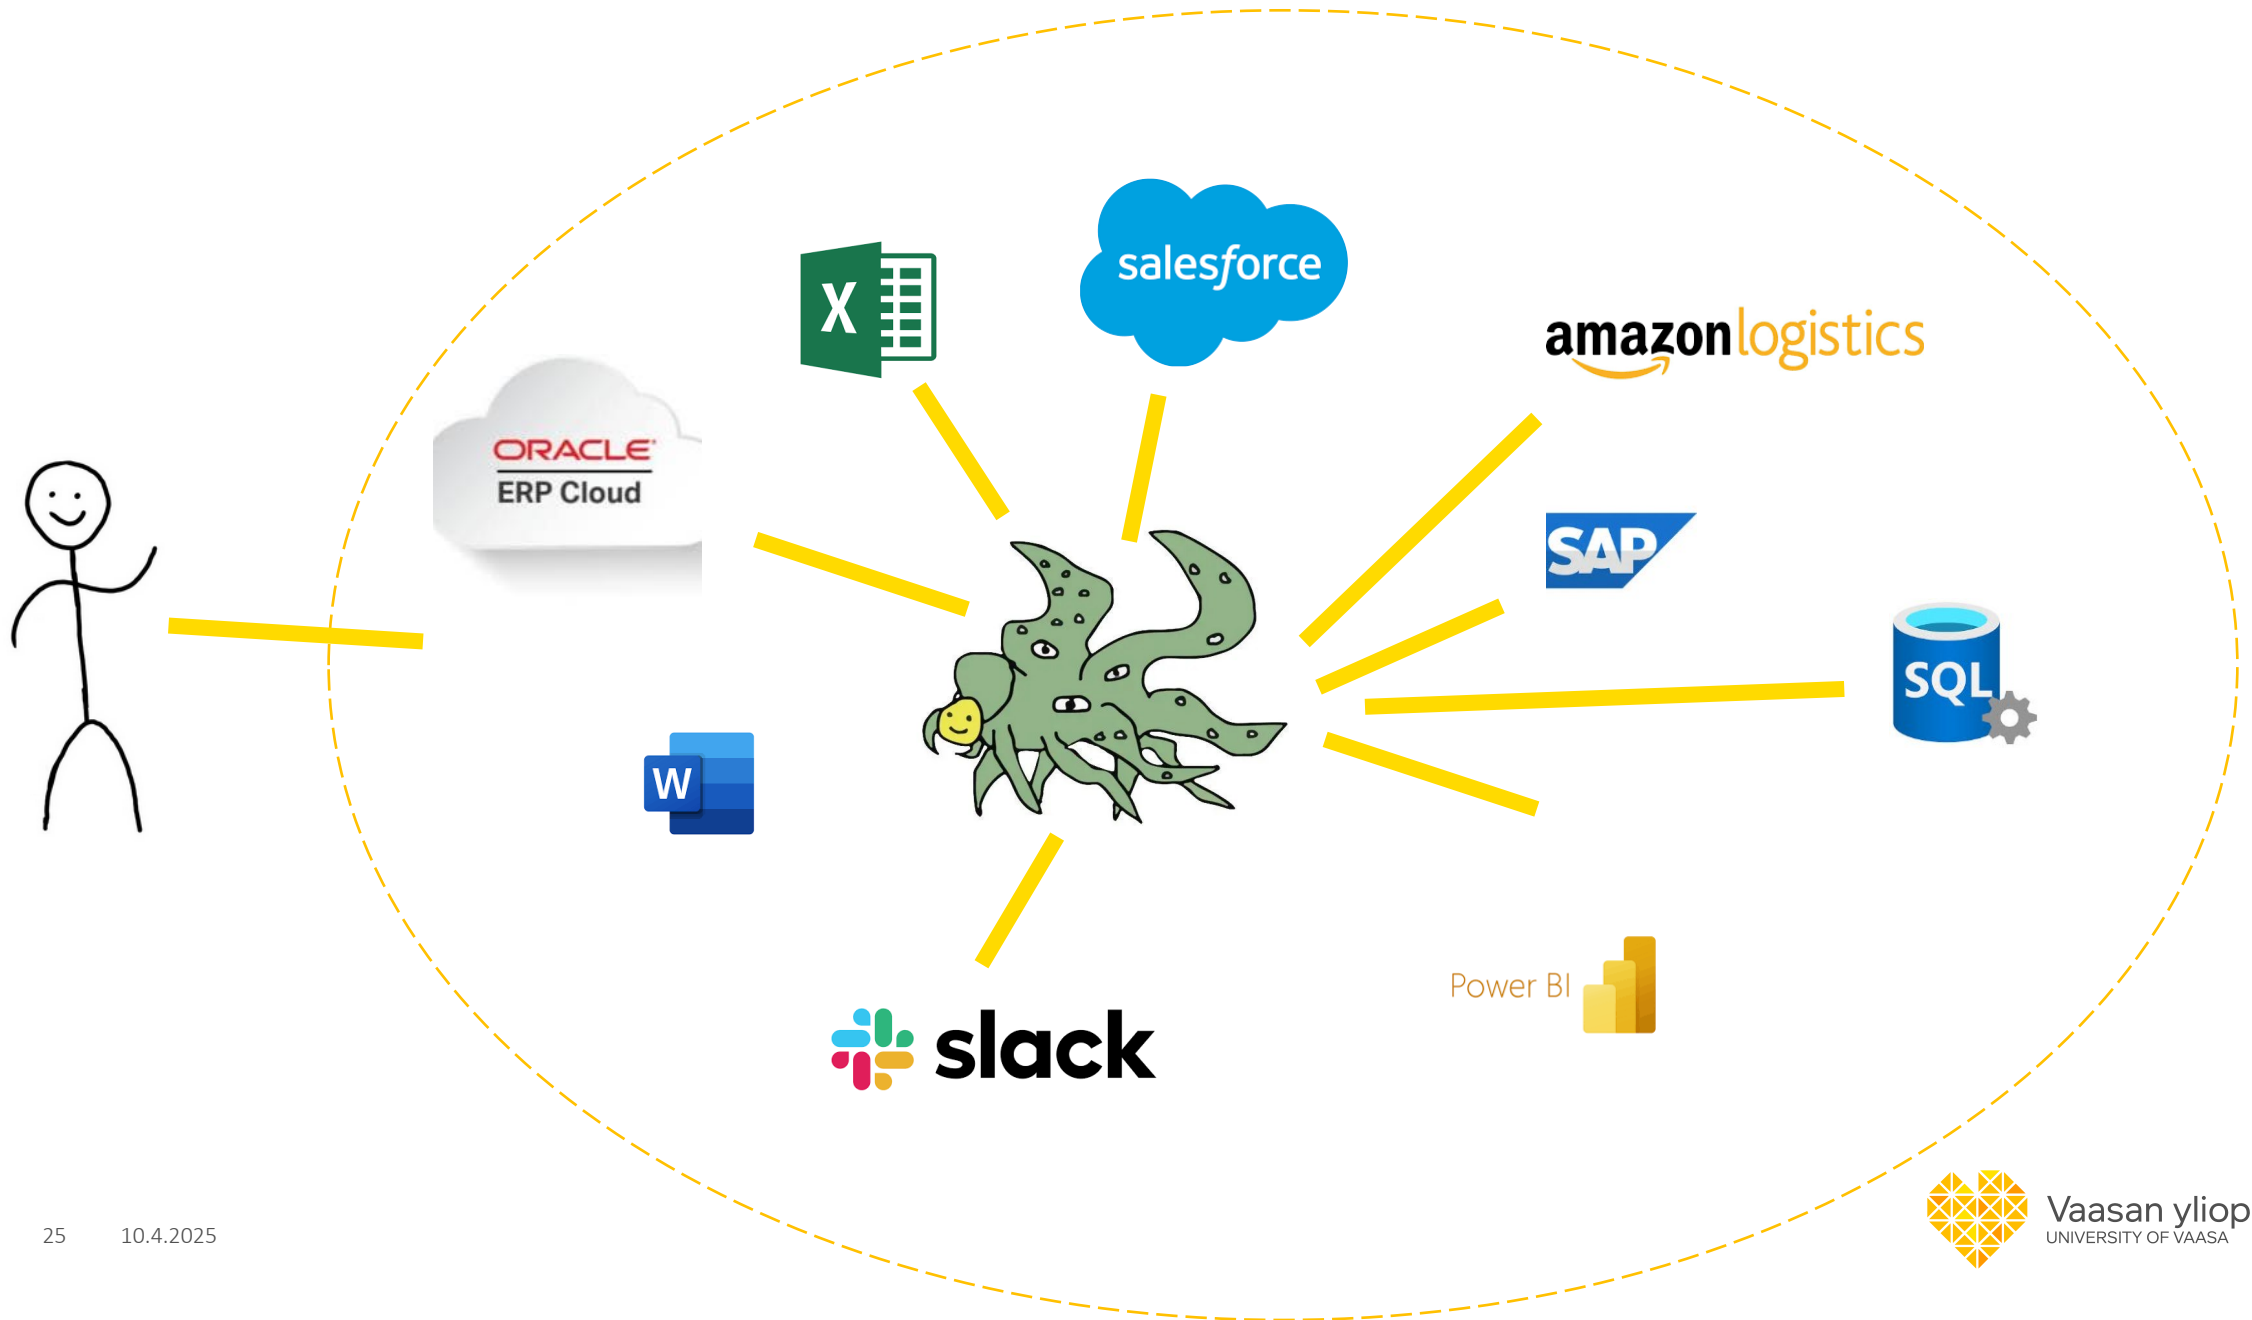 salesforce
X
amazonlogistics
ORACLE
ERP Cloud
SAP
SQL
W
Power BI
slack
Vaasan yliop
UNIVERSITY OF VAASA
25 10.4.2025